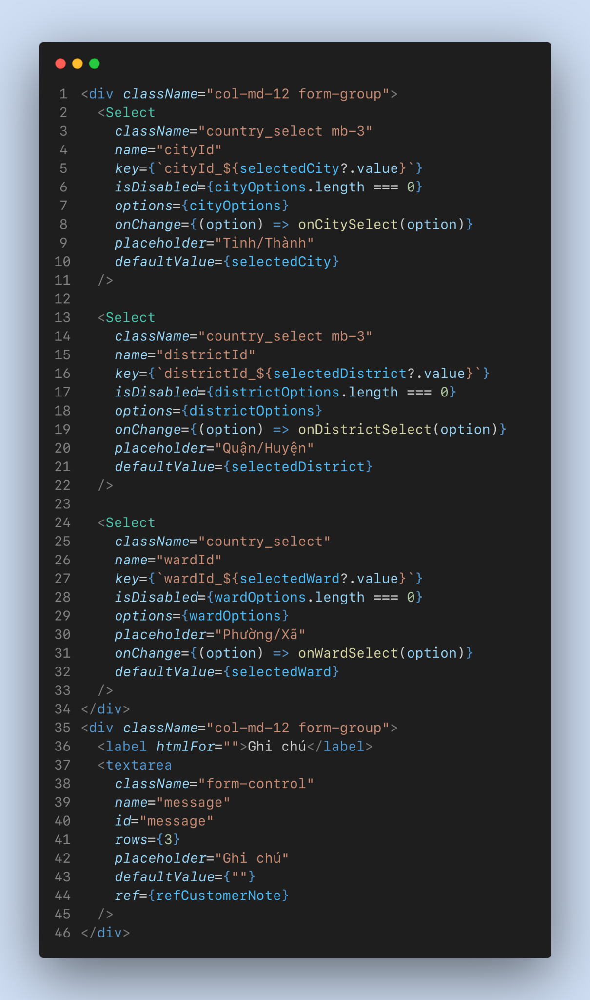 1 <div className="col-md-12 form-group">
2   <Select
3     className="country_select mb-3"
4     name="cityId"
5     key={`cityId_${selectedCity?.value}`}
6     isDisabled={cityOptions.length === 0}
7     options={cityOptions}
8     onChange={(option) => onCitySelect(option)}
9     placeholder="Tỉnh/Thành"
10     defaultValue={selectedCity}
11   />
12
13   <Select
14     className="country_select mb-3"
15     name="districtId"
16     key={`districtId_${selectedDistrict?.value}`}
17     isDisabled={districtOptions.length === 0}
18     options={districtOptions}
19     onChange={(option) => onDistrictSelect(option)}
20     placeholder="Quận/Huyện"
21     defaultValue={selectedDistrict}
22   />
23
24   <Select
25     className="country_select"
26     name="wardId"
27     key={`wardId_${selectedWard?.value}`}
28     isDisabled={wardOptions.length === 0}
29     options={wardOptions}
30     placeholder="Phường/Xã"
31     onChange={(option) => onWardSelect(option)}
32     defaultValue={selectedWard}
33   />
34 </div>
35 <div className="col-md-12 form-group">
36   <label htmlFor="">Ghi chú</label>
37   <textarea
38     className="form-control"
39     name="message"
40     id="message"
41     rows={3}
42     placeholder="Ghi chú"
43     defaultValue={""}
44     ref={refCustomerNote}
45   />
46 </div>